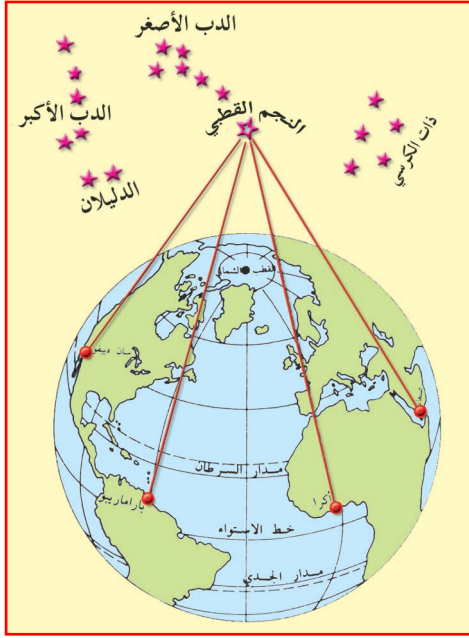 الدب الأصغر
الدب الأكبر
النجم القطبي
ذات الكرسي
الدليلان
القطب الشمالي
سان دييغو
مدار السرطان
باراماريبو
أكرا
خط الاستواء
مدار الجدي